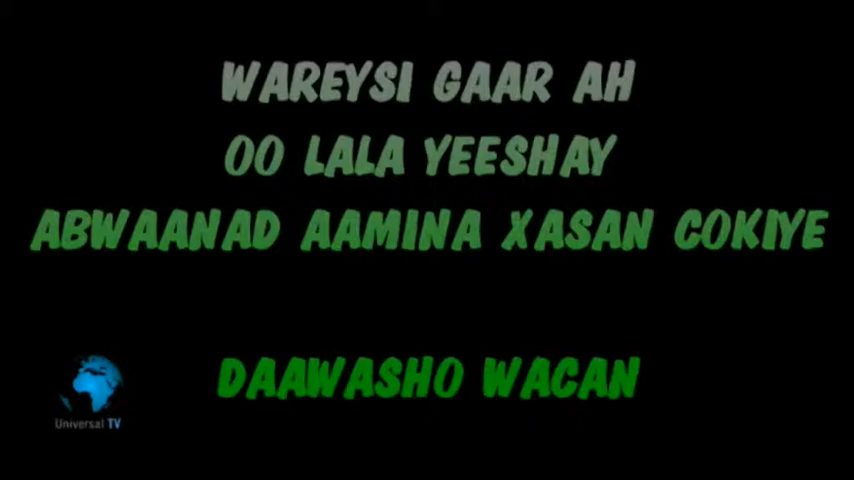 WAREYSI GAAR AH
OO LALA YEESHAY
ABWAANAD AAMINA XASAN COKIYE
DAAWASHO WACAN
Universal TV